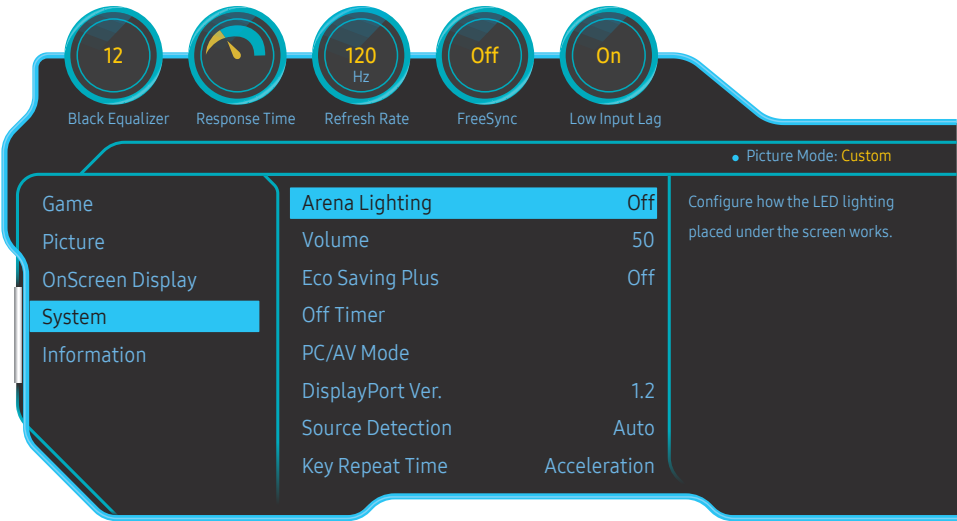 12
120
Hz
Off
On
Black Equalizer
Response Time
Refresh Rate
FreeSync
Low Input Lag
• Picture Mode: Custom
Game
Picture
OnScreen Display
System
Information
Arena Lighting Off
Volume 50
Eco Saving Plus Off
Off Timer
PC/AV Mode
DisplayPort Ver. 1.2
Source Detection Auto
Key Repeat Time Acceleration
Configure how the LED lighting
placed under the screen works.